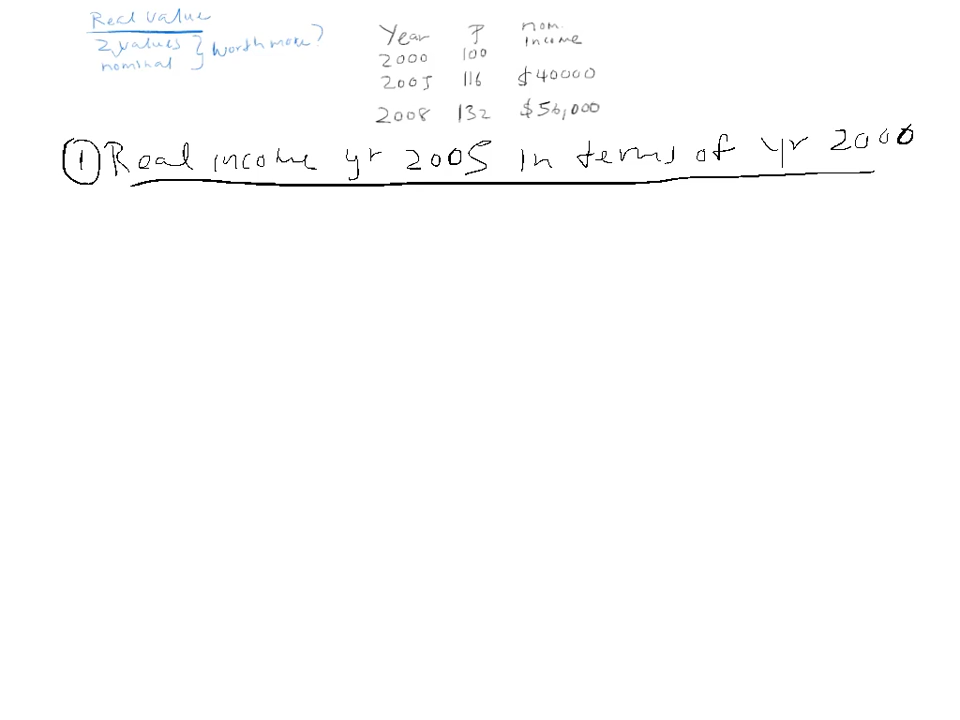 Real value
2 values } worth more?
nominal
Year P nom. income
2000 100
2005 116 $40000
2008 132 $56,000
① Real income yr 2005 in terms of yr 2000